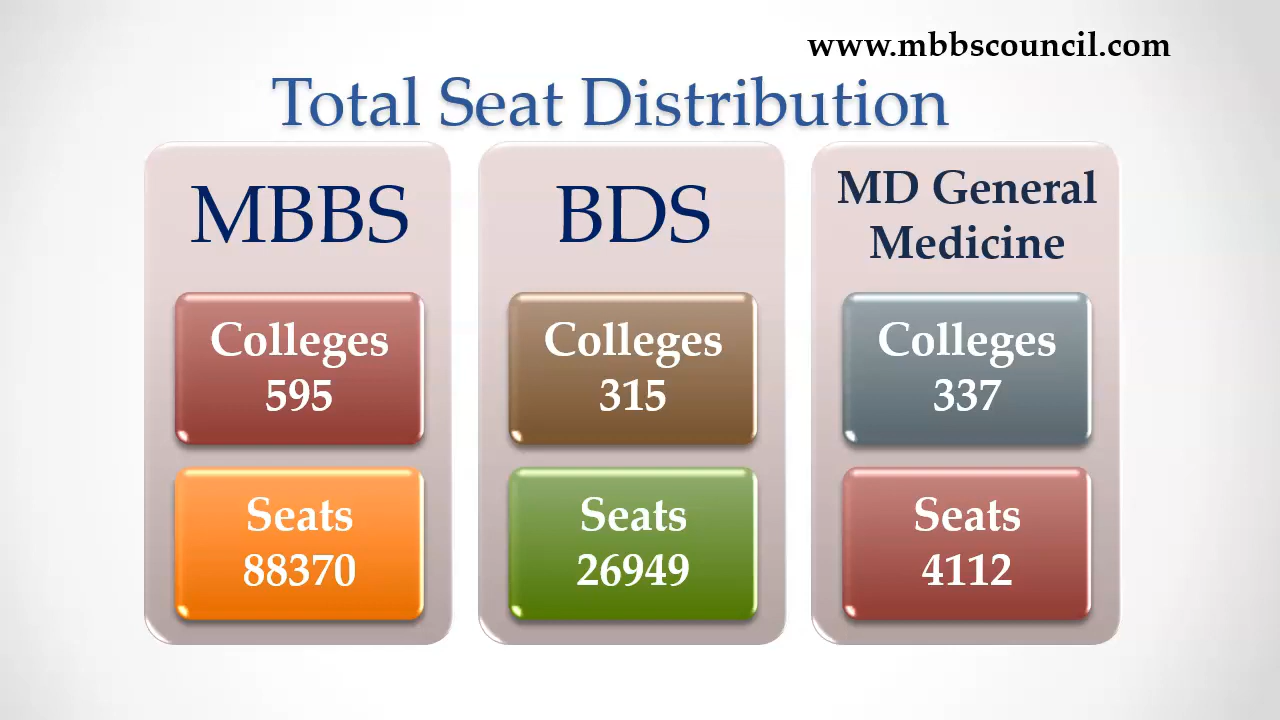 www.mbbscouncil.com
Total Seat Distribution
MBBS
Colleges
595
Seats
88370
BDS
Colleges
315
Seats
26949
MD General
Medicine
Colleges
337
Seats
4112